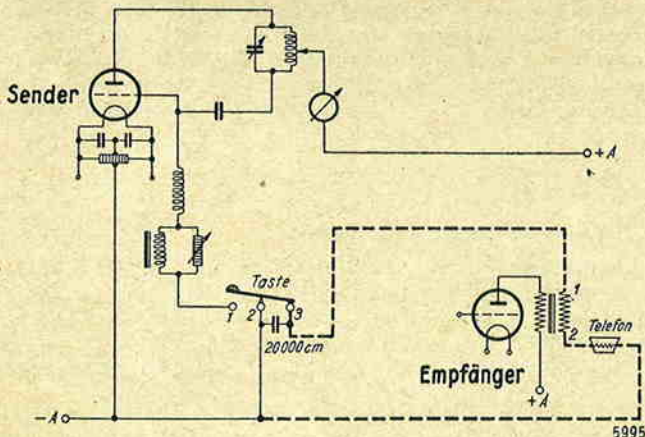 Sender
+A
Taste
1 2 3
20000cm
1
2
Telefon
Empfänger
+A
−A
5995